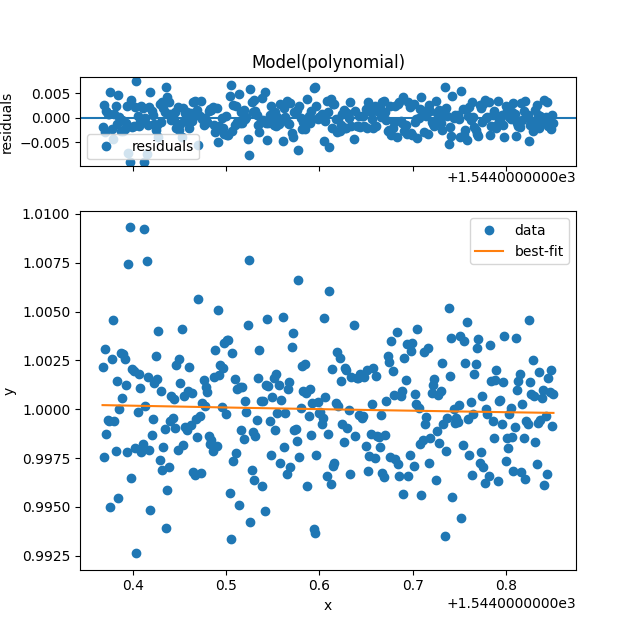 Model(polynomial)
residuals
0.005
0.000
−0.005
residuals
+1.5440000000e3
y
1.0100
1.0075
1.0050
1.0025
1.0000
0.9975
0.9950
0.9925
data
best-fit
0.4 0.5 0.6 0.7 0.8
x
+1.5440000000e3